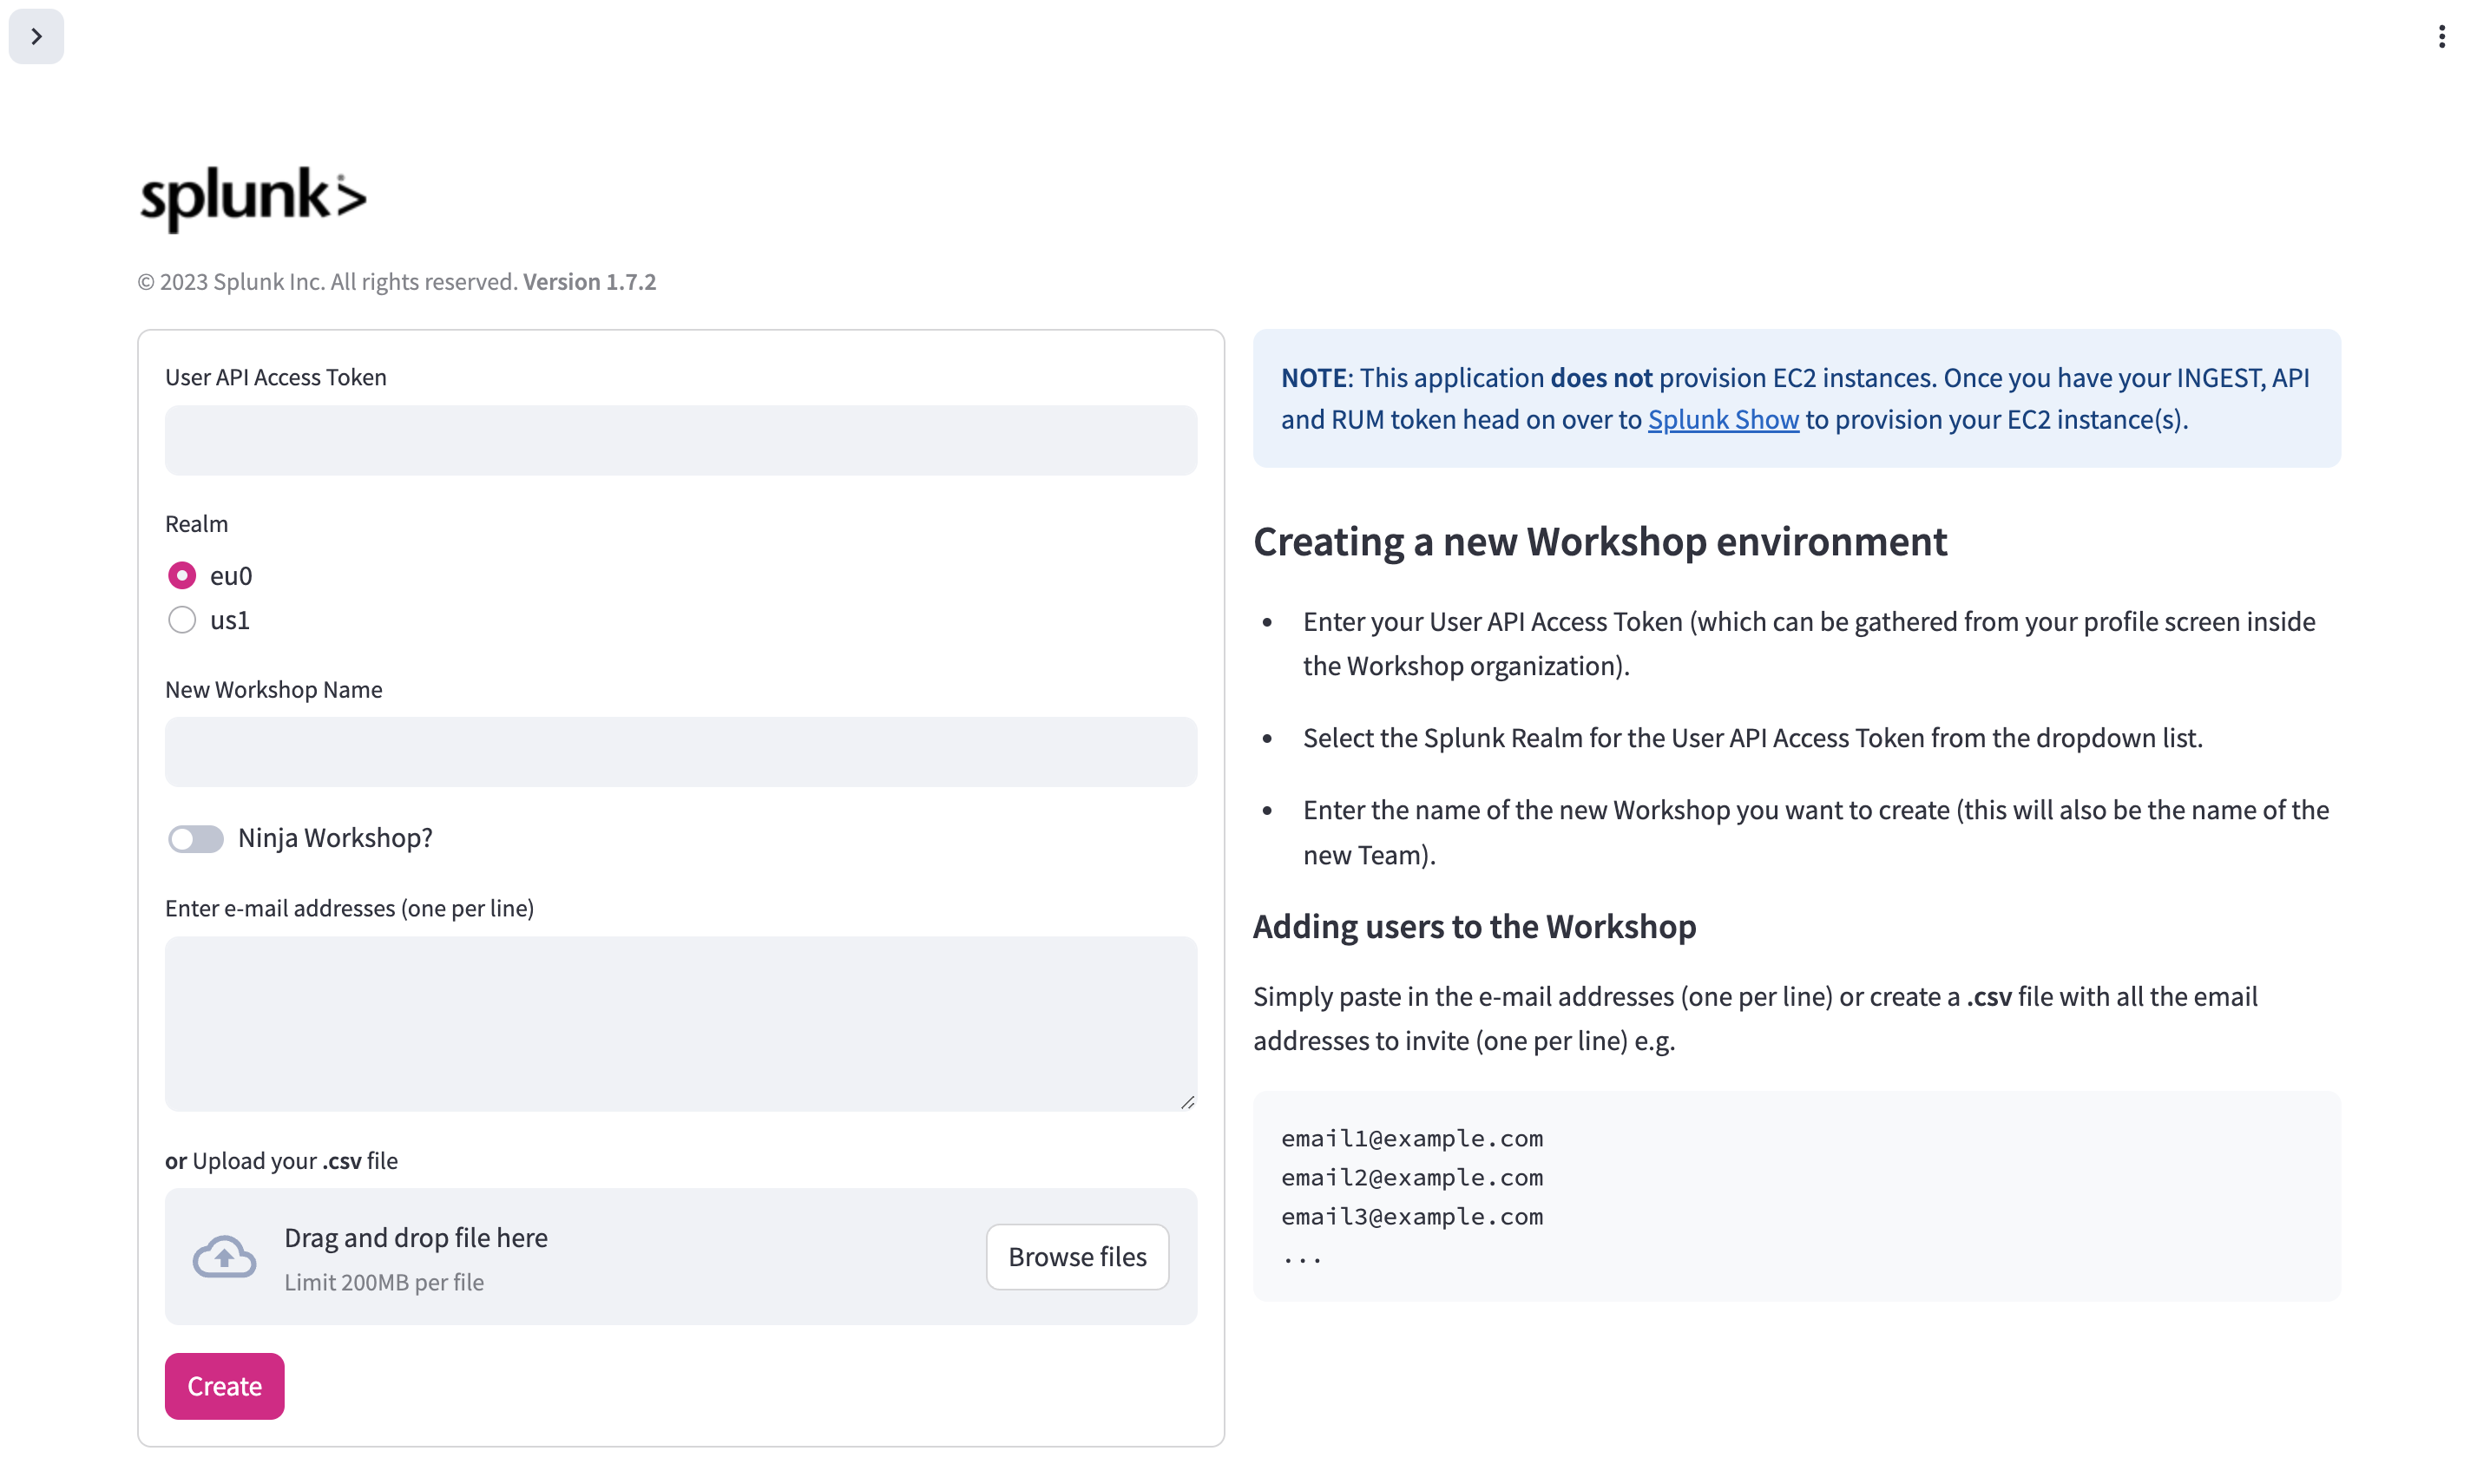 splunk>
© 2023 Splunk Inc. All rights reserved. Version 1.7.2
User API Access Token
Realm
eu0
us1
New Workshop Name
Ninja Workshop?
Enter e-mail addresses (one per line)
or Upload your .csv file
Drag and drop file here
Limit 200MB per file
Browse files
Create
NOTE: This application does not provision EC2 instances. Once you have your INGEST, API
and RUM token head on over to Splunk Show to provision your EC2 instance(s).
Creating a new Workshop environment
• Enter your User API Access Token (which can be gathered from your profile screen inside
the Workshop organization).
• Select the Splunk Realm for the User API Access Token from the dropdown list.
• Enter the name of the new Workshop you want to create (this will also be the name of the
new Team).
Adding users to the Workshop
Simply paste in the e-mail addresses (one per line) or create a .csv file with all the email
addresses to invite (one per line) e.g.
email1@example.com
email2@example.com
email3@example.com
...